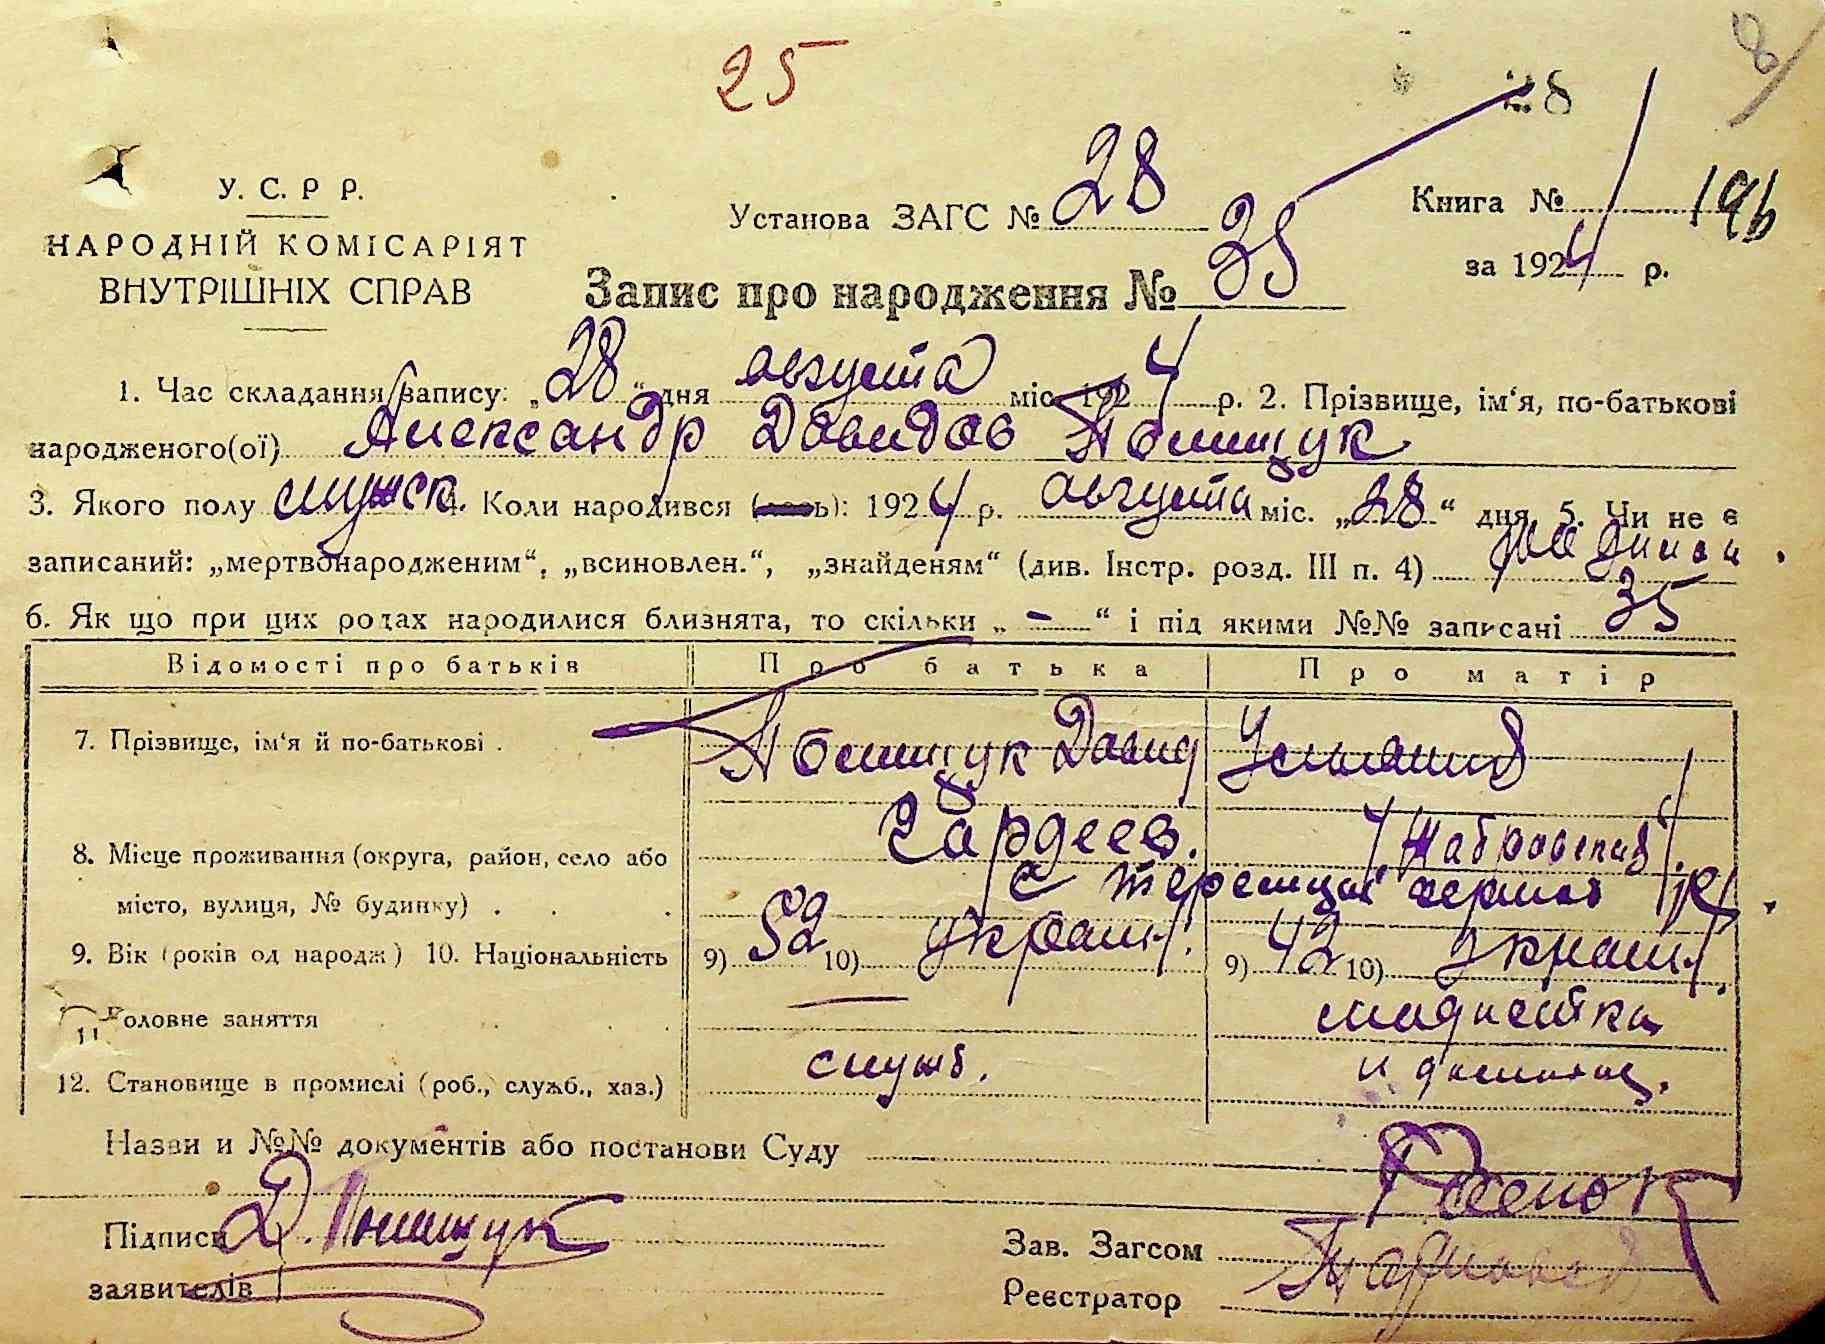 25
28
У. С. Р Р.
НАРОДНІЙ КОМІСАРІЯТ
ВНУТРІШНІХ СПРАВ
Установа ЗАГС № 28
Книга № 196
за 1924 р.
Запис про народження № 35
1. Час складання запису: „28“ дня августа міс. 1924 р. 2. Прізвище, ім‘я, по-батькові
народженого(ої) Александр Давидов
3. Якого полу мужск. 4. Коли народився (лась): 1924 р. августа міс. „28“ дня. 5. Чи не є
записаний: „мертвонародженим“, „всиновлен.“, „знайденям“ (див. Інстр. розд. III п. 4)
6. Як що при цих родах народилися близнята, то скільки „-“ і під якими №№ записані 35
Відомості про батьків Про батька Про матір
7. Прізвище, ім‘я й по-батькові . Давид
Гордеев.
8. Місце проживання (округа, район, село або
місто, вулиця, № будинку) . .
9. Вік (років од народж) 10. Національність 9) 52 10) украин. 9) 42 10) украин.
11 Головне заняття — модистка
12. Становище в промислі (роб., служб., хаз.) служб. и
Назви и №№ документів або постанови Суду
Підписи Д.
заявителів
Зав. Загсом
Реєстратор